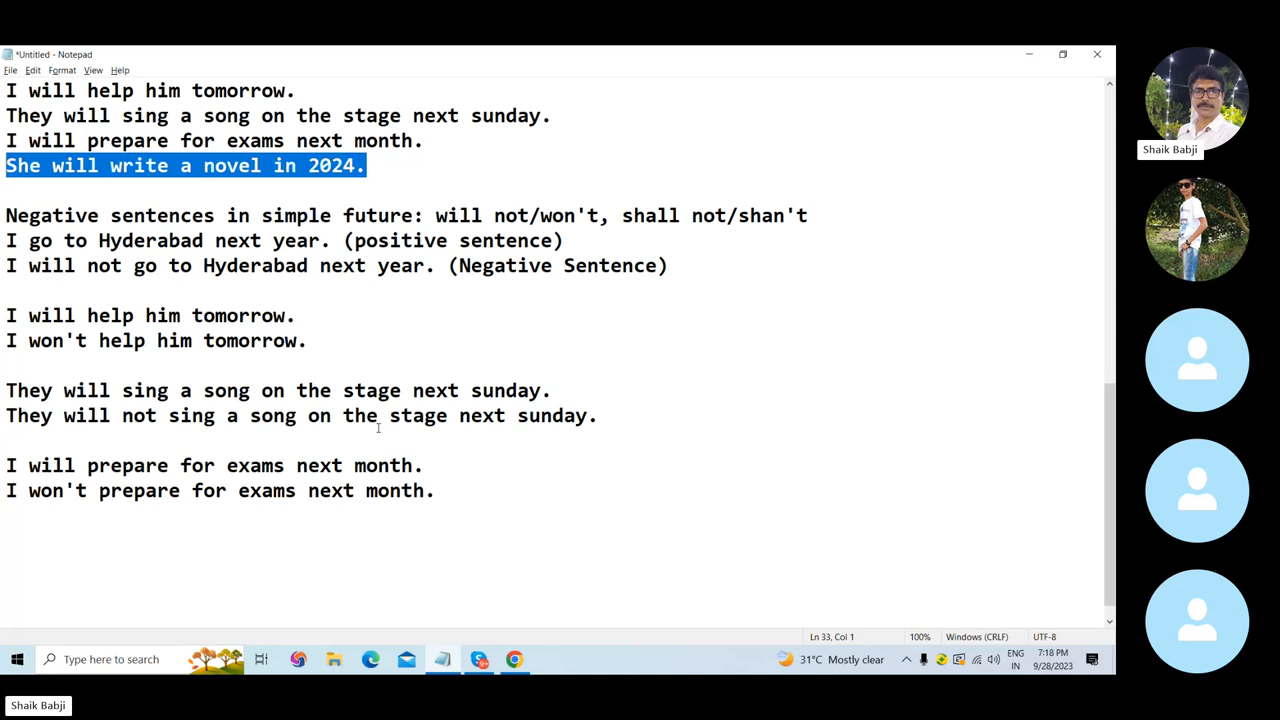 *Untitled - Notepad
File Edit Format View Help
I will help him tomorrow.
They will sing a song on the stage next sunday.
I will prepare for exams next month.
She will write a novel in 2024.
Negative sentences in simple future: will not/won't, shall not/shan't
I go to Hyderabad next year. (positive sentence)
I will not go to Hyderabad next year. (Negative Sentence)
I will help him tomorrow.
I won't help him tomorrow.
They will sing a song on the stage next sunday.
They will not sing a song on the stage next sunday.
I will prepare for exams next month.
I won't prepare for exams next month.
Ln 33, Col 1 100% Windows (CRLF) UTF-8
Type here to search
31°C Mostly clear
ENG
IN
7:18 PM
9/28/2023
Shaik Babji
Shaik Babji